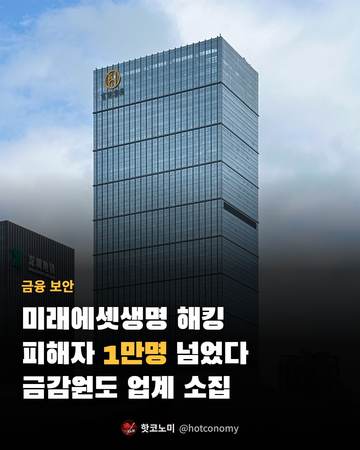 금융 보안
미래에셋생명 해킹
피해자 1만명 넘었다
금감원도 업계 소집
핫코노미 @hotconomy